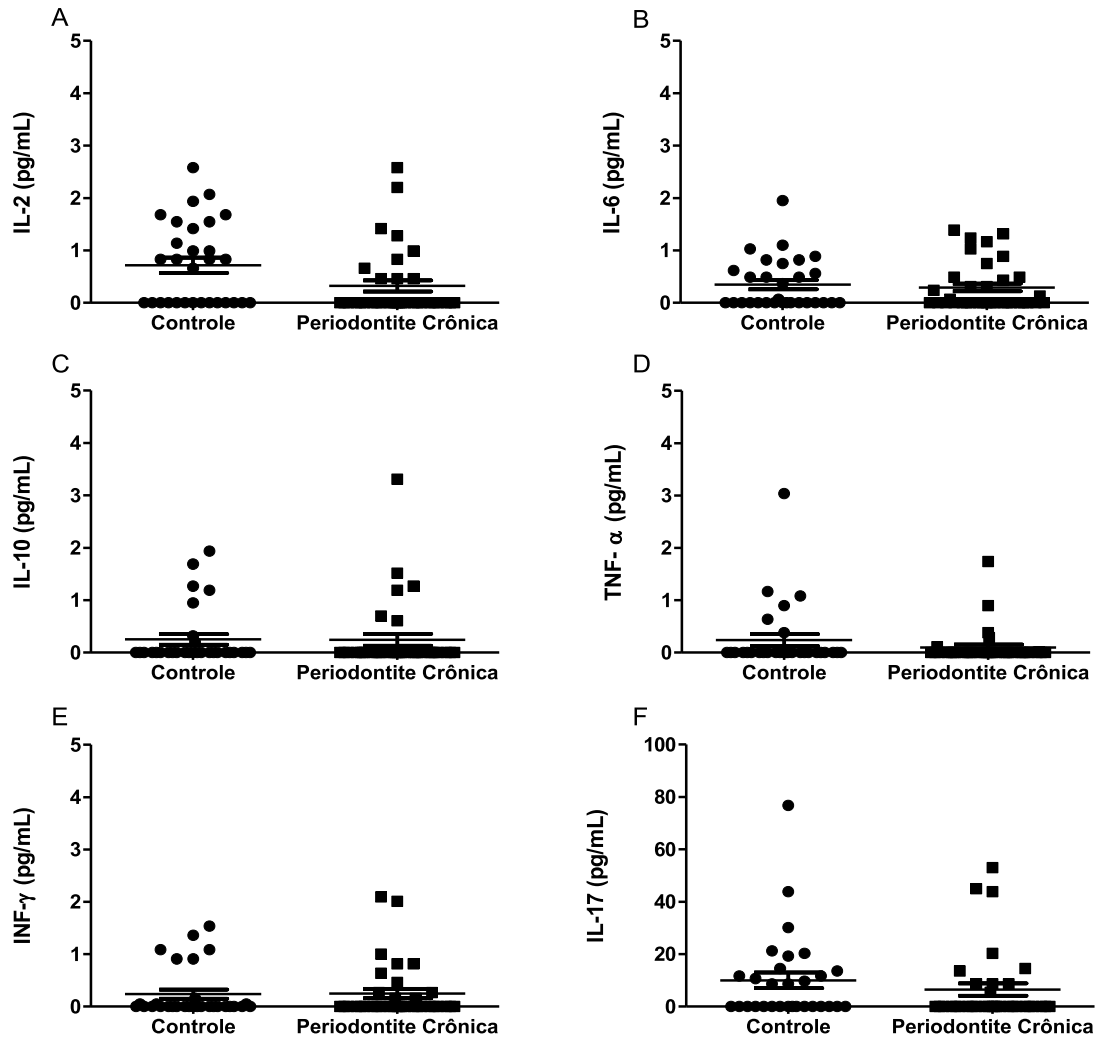 A
IL-2 (pg/mL)
5
4
3
2
1
0
Controle
Periodontite Crônica
B
IL-6 (pg/mL)
5
4
3
2
1
0
Controle
Periodontite Crônica
C
IL-10 (pg/mL)
5
4
3
2
1
0
Controle
Periodontite Crônica
D
TNF- α (pg/mL)
5
4
3
2
1
0
Controle
Periodontite Crônica
E
INF-γ (pg/mL)
5
4
3
2
1
0
Controle
Periodontite Crônica
F
IL-17 (pg/mL)
100
80
60
40
20
0
Controle
Periodontite Crônica